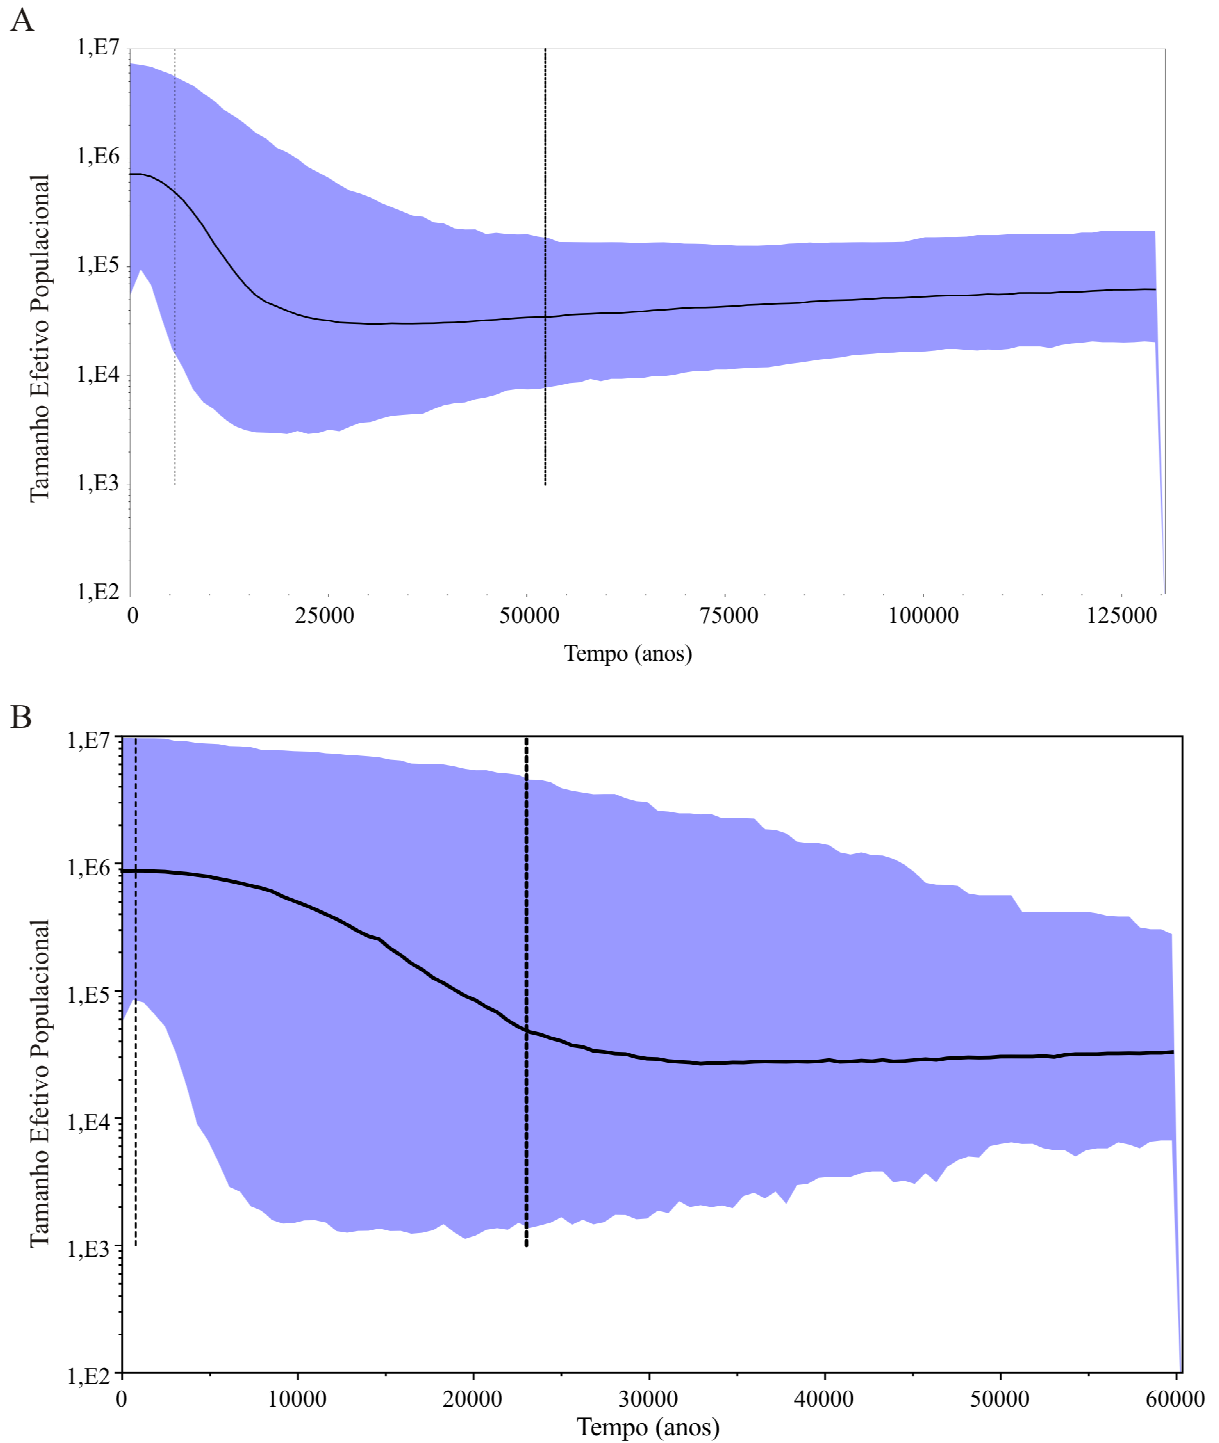 A
1,E7
1,E6
1,E5
1,E4
1,E3
1,E2
Tamanho Efetivo Populacional
0 25000 50000 75000 100000 125000
Tempo (anos)
B
1,E7
1,E6
1,E5
1,E4
1,E3
1,E2
Tamanho Efetivo Populacional
0 10000 20000 30000 40000 50000 60000
Tempo (anos)